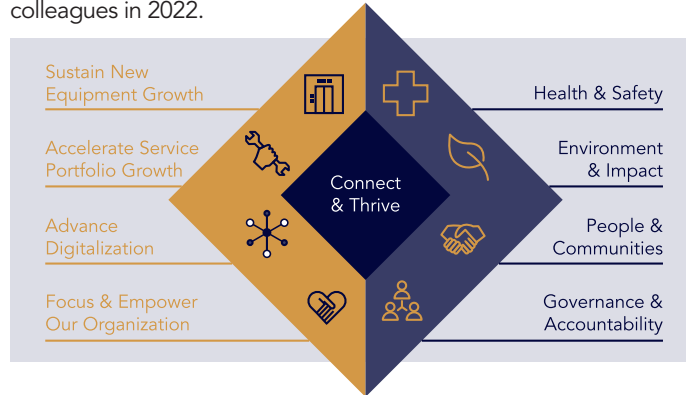 colleagues in 2022.
Sustain New
Equipment Growth
Accelerate Service
Portfolio Growth
Advance
Digitalization
Focus & Empower
Our Organization
Connect
& Thrive
Health & Safety
Environment
& Impact
People &
Communities
Governance &
Accountability